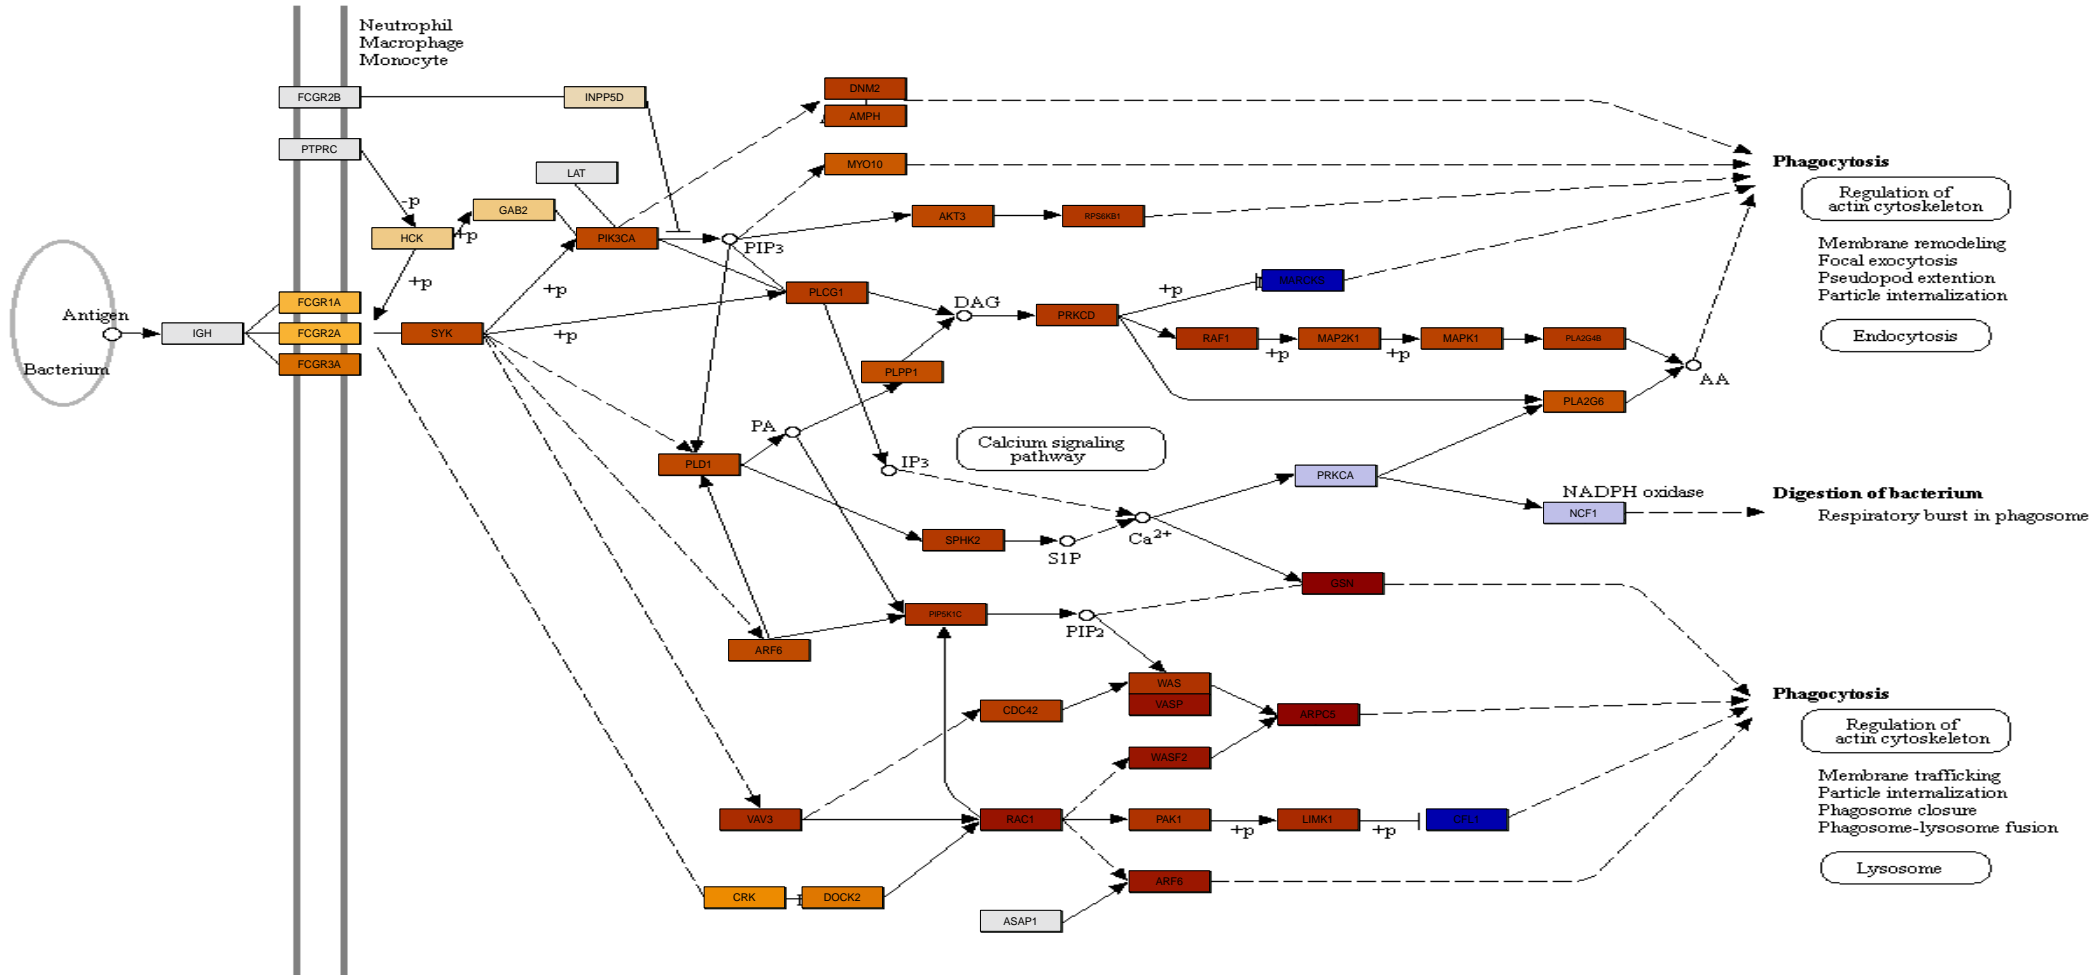 Neutrophil
Macrophage
Monocyte
FCGR2B
INPP5D
DNM2
AMPH
PTPRC
LAT
MYO10
Phagocytosis
Regulation of
actin cytoskeleton
-p
GAB2
+p
HCK
PIK3CA
PIP3
AKT3
RPS6KB1
Membrane remodeling
Focal exocytosis
Pseudopod extention
Particle internalization
+p
+p
+p
MARCKS
PLCG1
DAG
PRKCD
FCGR1A
Antigen
IGH
FCGR2A
SYK
+p
RAF1
+p
MAP2K1
+p
MAPK1
PLA2G4B
Endocytosis
Bacterium
FCGR3A
PLPP1
AA
PLA2G6
PA
Calcium signaling
pathway
PLD1
IP3
PRKCA
NADPH oxidase
NCF1
Digestion of bacterium
Respiratory burst in phagosome
SPHK2
S1P
Ca2+
GSN
PIP5K1C
PIP2
ARF6
WAS
VASP
CDC42
ARPC5
Phagocytosis
Regulation of
actin cytoskeleton
WASF2
Membrane trafficking
Particle internalization
Phagosome closure
Phagosome-lysosome fusion
VAV3
RAC1
PAK1
+p
LIMK1
+p
CFL1
Lysosome
ARF6
CRK
DOCK2
ASAP1